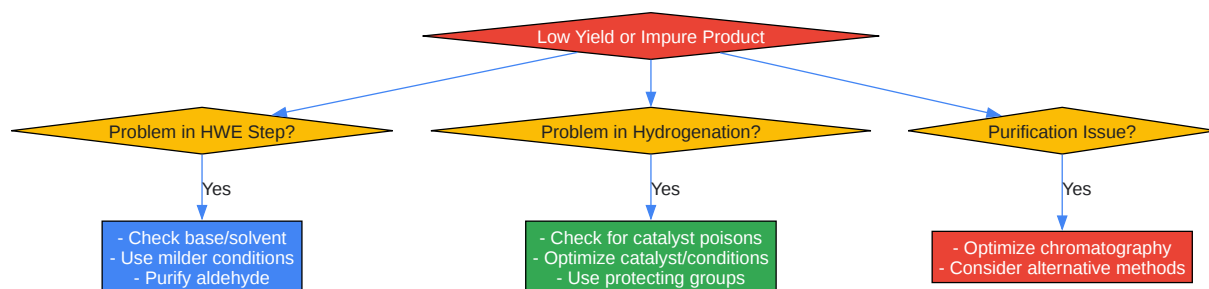 Low Yield or Impure Product
Problem in HWE Step?
Problem in Hydrogenation?
Purification Issue?
Yes
Yes
Yes
- Check base/solvent
- Use milder conditions
- Purify aldehyde
- Check for catalyst poisons
- Optimize catalyst/conditions
- Use protecting groups
- Optimize chromatography
- Consider alternative methods